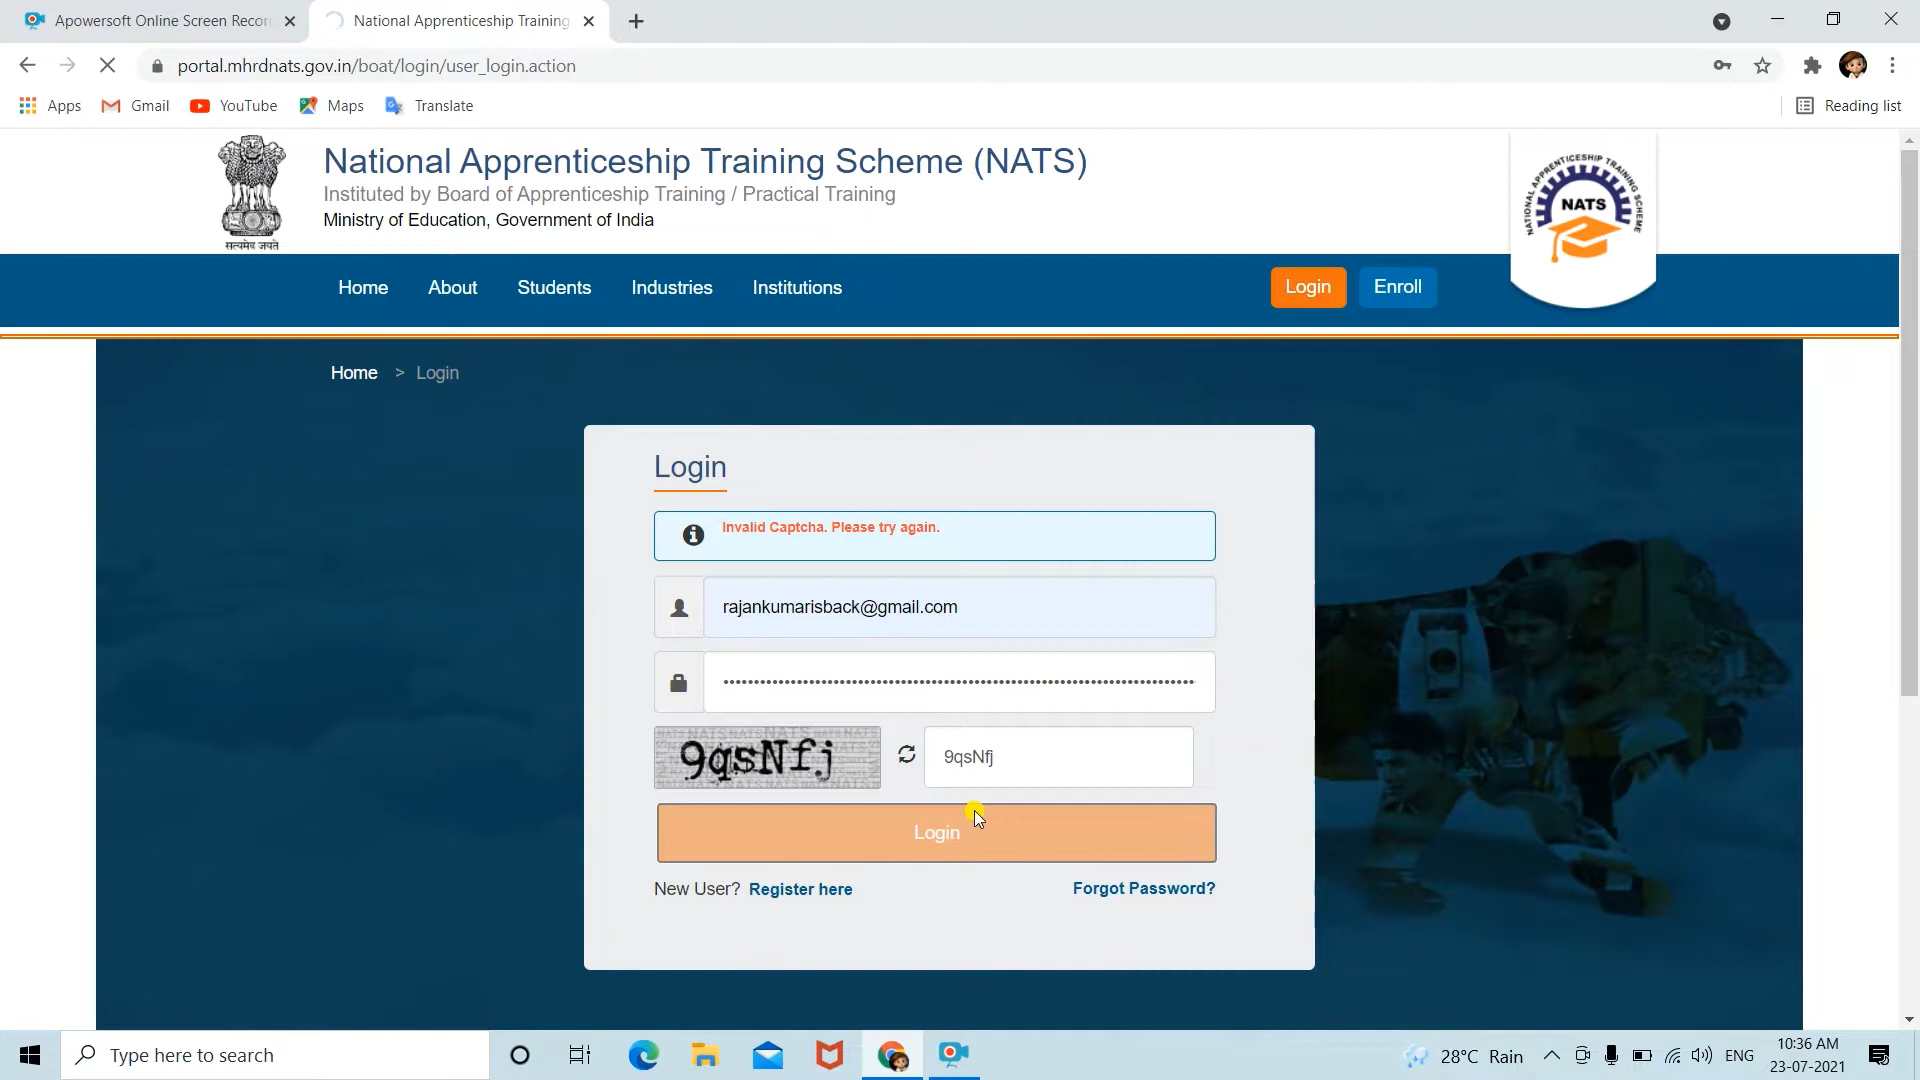 Apowersoft Online Screen Recor
National Apprenticeship Training
portal.mhrdnats.gov.in/boat/login/user_login.action
Apps
Gmail
YouTube
Maps
Translate
Reading list
सत्यमेव जयते
National Apprenticeship Training Scheme (NATS)
Instituted by Board of Apprenticeship Training / Practical Training
Ministry of Education, Government of India
NATIONAL APPRENTICESHIP TRAINING SCHEME
NATS
Home
About
Students
Industries
Institutions
Login
Enroll
Home > Login
Login
Invalid Captcha. Please try again.
rajankumarisback@gmail.com
9qsNfj
9qsNfj
Login
New User? Register here
Forgot Password?
Type here to search
28°C Rain
ENG
10:36 AM
23-07-2021